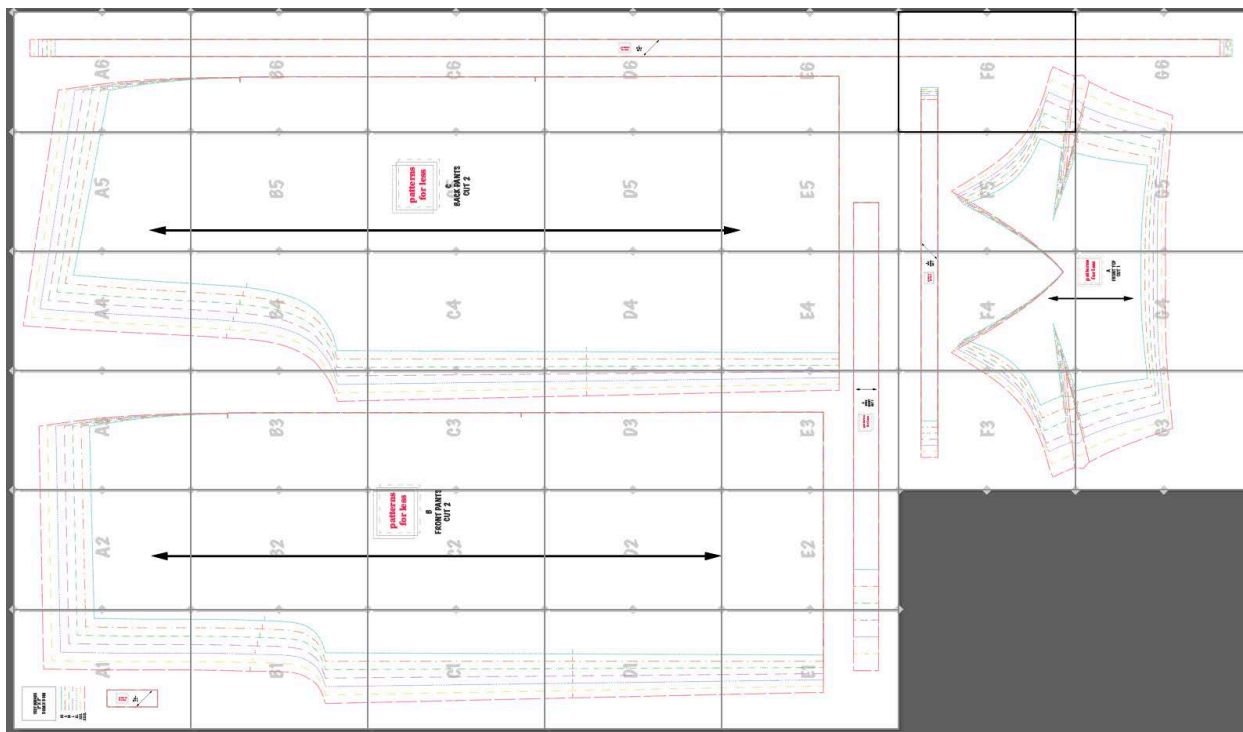 A6
B6
C6
D6
E6
F6
G6
A5
B5
patterns
for less
C
BACK PANTS
CUT 2
D5
E5
F5
G5
A4
B4
C4
D4
E4
F4
patterns
for less
A
FRONT TOP
CUT 1
G4
A3
B3
C3
D3
E3
F3
G3
A2
B2
patterns
for less
B
FRONT PANTS
CUT 2
C2
D2
E2
A1
B1
C1
D1
E1